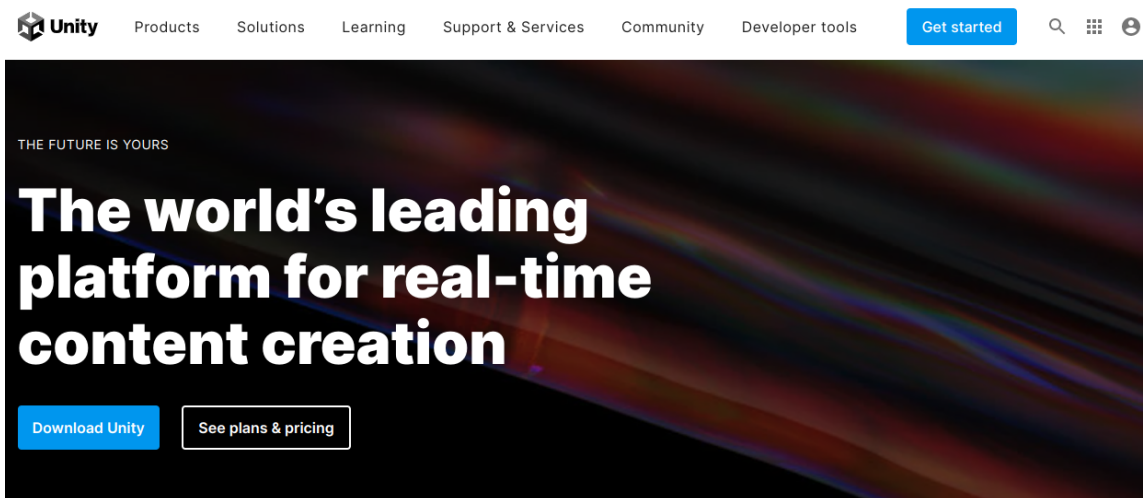 Unity Products Solutions Learning Support & Services Community Developer tools Get started
THE FUTURE IS YOURS
The world’s leading
platform for real-time
content creation
Download Unity See plans & pricing